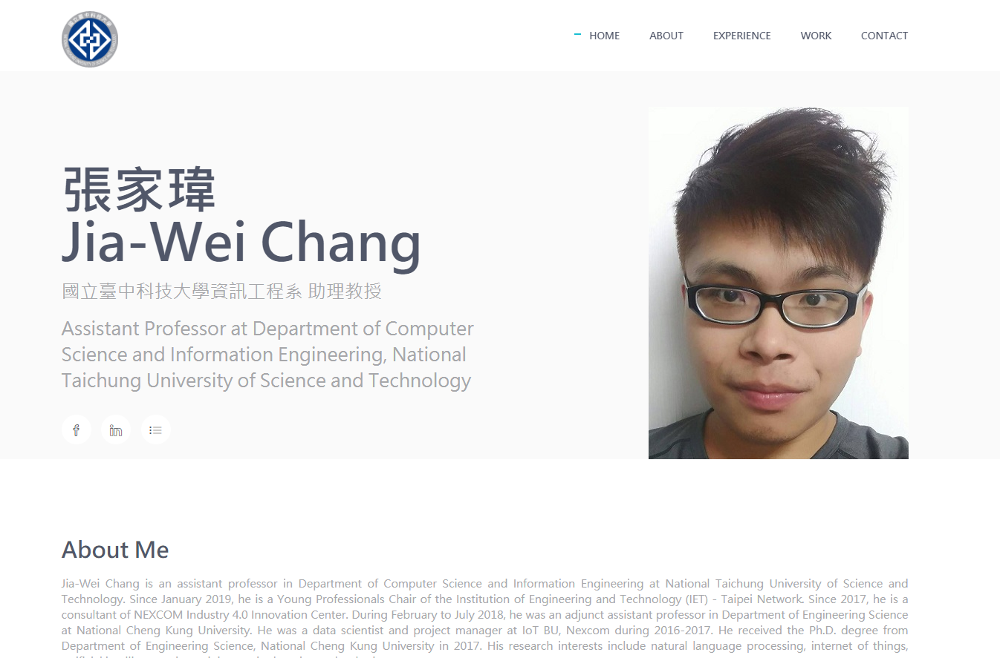 HOME
ABOUT
EXPERIENCE
WORK
CONTACT
張家瑋
Jia-Wei Chang
國立臺中科技大學資訊工程系 助理教授
Assistant Professor at Department of Computer
Science and Information Engineering, National
Taichung University of Science and Technology
About Me
Jia-Wei Chang is an assistant professor in Department of Computer Science and Information Engineering at National Taichung University of Science and
Technology. Since January 2019, he is a Young Professionals Chair of the Institution of Engineering and Technology (IET) - Taipei Network. Since 2017, he is a
consultant of NEXCOM Industry 4.0 Innovation Center. During February to July 2018, he was an adjunct assistant professor in Department of Engineering Science
at National Cheng Kung University. He was a data scientist and project manager at IoT BU, Nexcom during 2016-2017. He received the Ph.D. degree from
Department of Engineering Science, National Cheng Kung University in 2017. His research interests include natural language processing, internet of things,